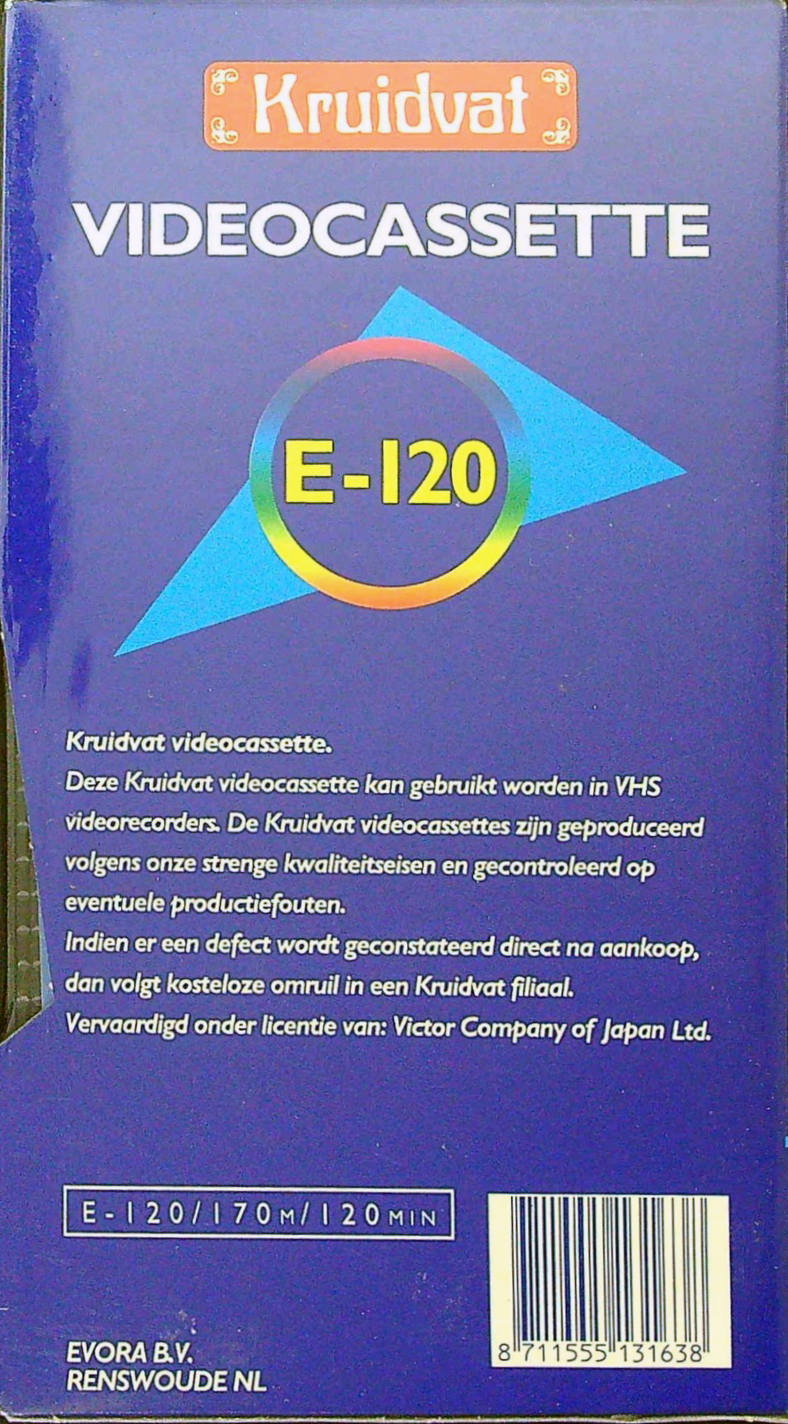 Kruidvat
VIDEOCASSETTE
E-120
Kruidvat videocassette.
Deze Kruidvat videocassette kan gebruikt worden in VHS
videorecorders. De Kruidvat videocassettes zijn geproduceerd
volgens onze strenge kwaliteitseisen en gecontroleerd op
eventuele productiefouten.
Indien er een defect wordt geconstateerd direct na aankoop,
dan volgt kosteloze omruil in een Kruidvat filiaal.
Vervaardigd onder licentie van: Victor Company of Japan Ltd.
E-120/170M/120MIN
8 711555 131638
EVORA B.V.
RENSWOUDE NL